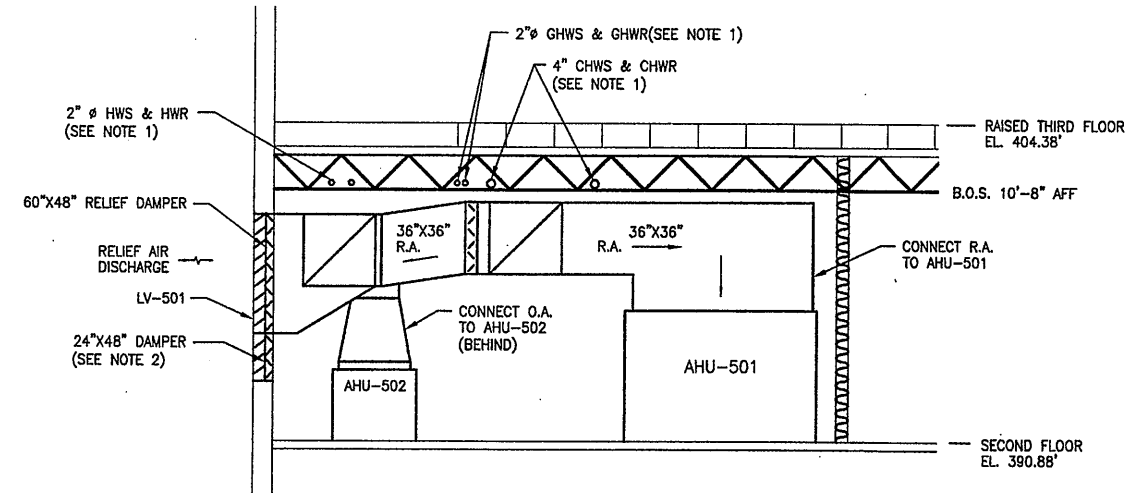 2"ø GHWS & GHWR(SEE NOTE 1)
4" CHWS & CHWR
(SEE NOTE 1)
2" ø HWS & HWR
(SEE NOTE 1)
RAISED THIRD FLOOR
EL. 404.38'
B.O.S. 10'-8" AFF
60"X48" RELIEF DAMPER
RELIEF AIR
DISCHARGE
LV-501
24"X48" DAMPER
(SEE NOTE 2)
36"X36"
R.A.
36"X36"
R.A.
CONNECT R.A.
TO AHU-501
CONNECT O.A.
TO AHU-502
(BEHIND)
AHU-502
AHU-501
SECOND FLOOR
EL. 390.88'